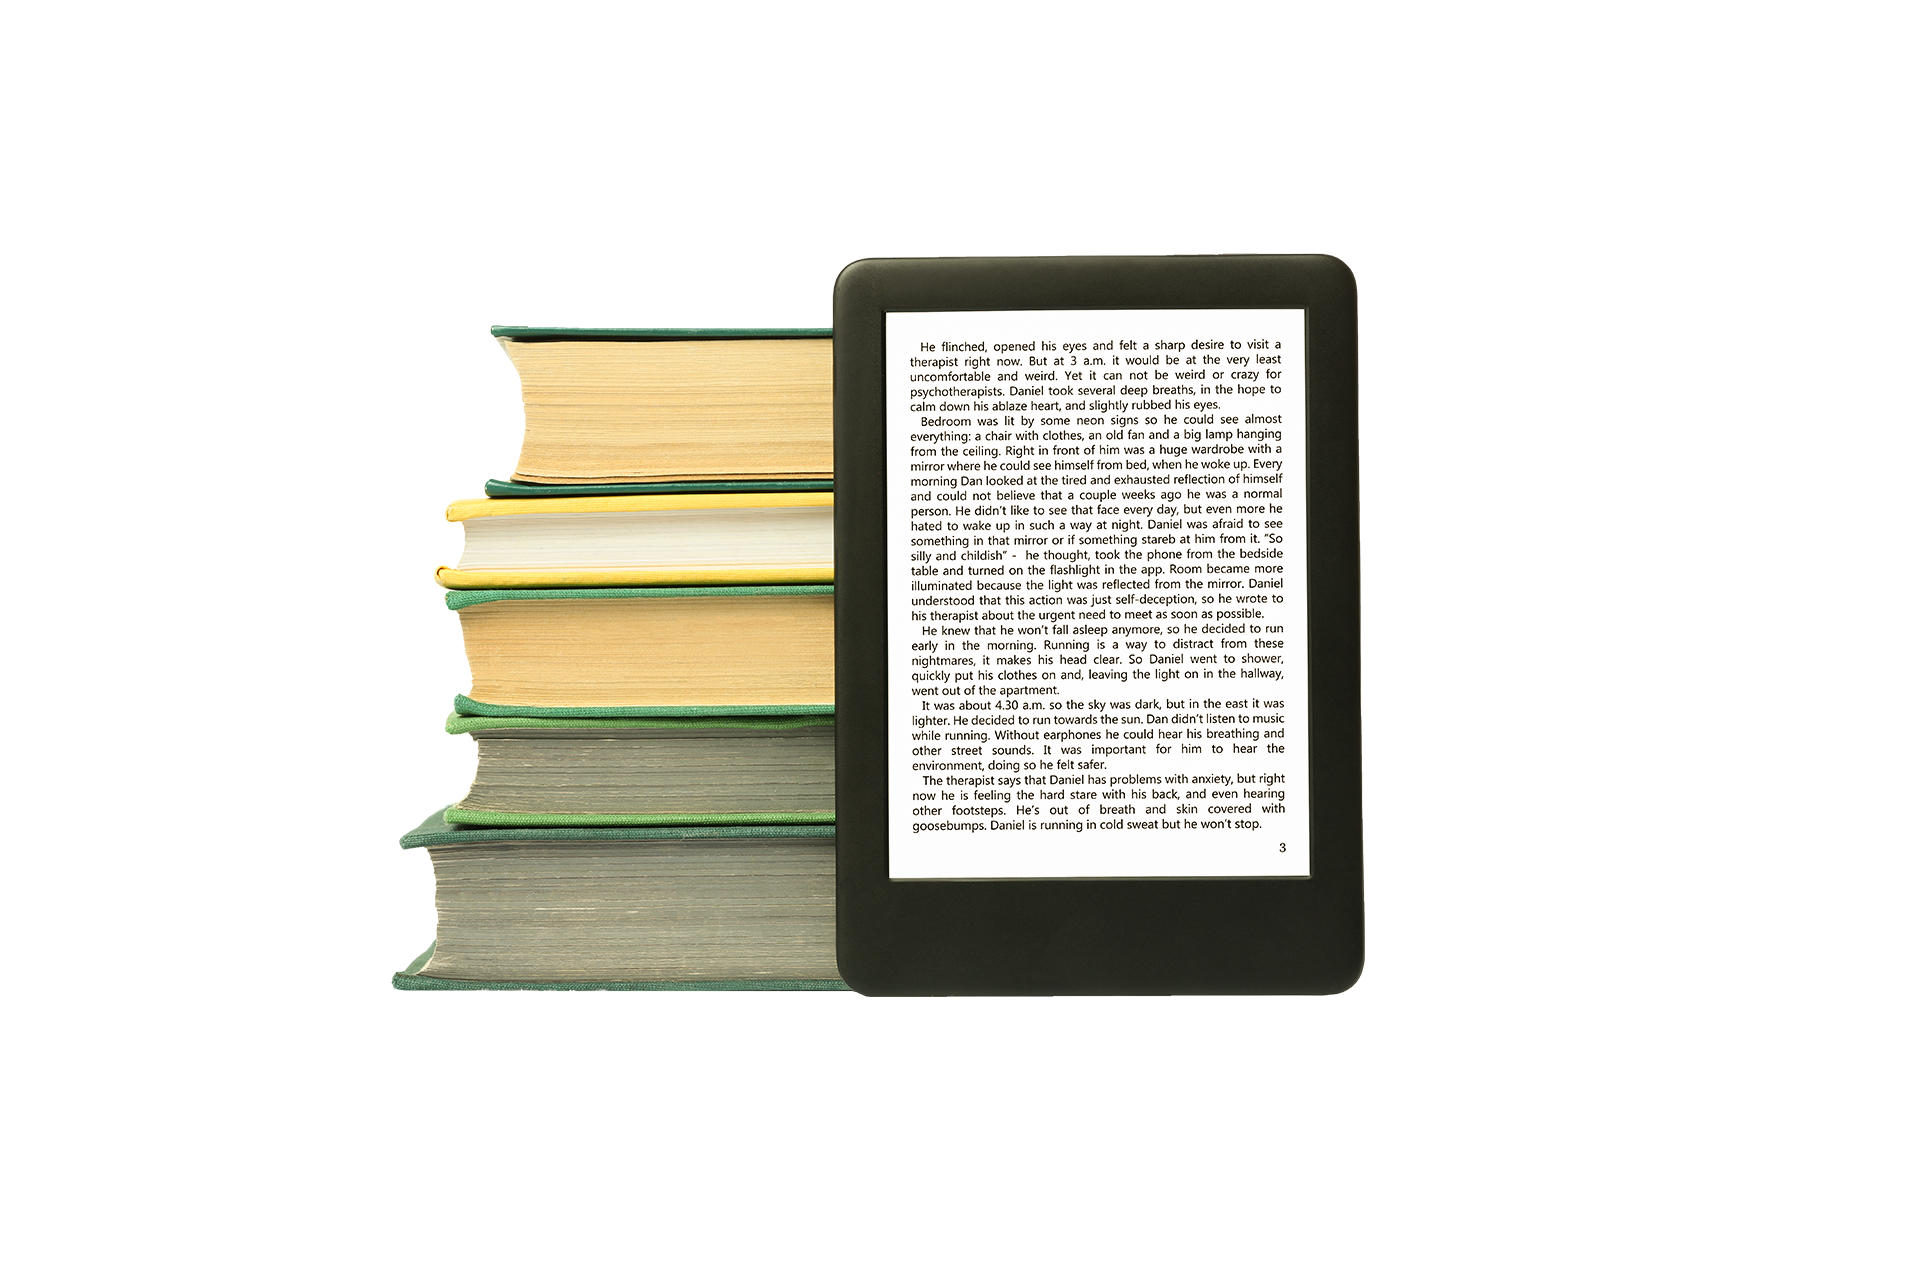 He flinched, opened his eyes and felt a sharp desire to visit a
therapist right now. But at 3 a.m. it would be at the very least
uncomfortable and weird. Yet it can not be weird or crazy for
psychotherapists. Daniel took several deep breaths, in the hope to
calm down his ablaze heart, and slightly rubbed his eyes.
Bedroom was lit by some neon signs so he could see almost
everything: a chair with clothes, an old fan and a big lamp hanging
from the ceiling. Right in front of him was a huge wardrobe with a
mirror where he could see himself from bed, when he woke up. Every
morning Dan looked at the tired and exhausted reflection of himself
and could not believe that a couple weeks ago he was a normal
person. He didn't like to see that face every day, but even more he
hated to wake up in such a way at night. Daniel was afraid to see
something in that mirror or if something stareb at him from it. "So
silly and childish" - he thought, took the phone from the bedside
table and turned on the flashlight in the app. Room became more
illuminated because the light was reflected from the mirror. Daniel
understood that this action was just self-deception, so he wrote to
his therapist about the urgent need to meet as soon as possible.
He knew that he won't fall asleep anymore, so he decided to run
early in the morning. Running is a way to distract from these
nightmares, it makes his head clear. So Daniel went to shower,
quickly put his clothes on and, leaving the light on in the hallway,
went out of the apartment.
It was about 4.30 a.m. so the sky was dark, but in the east it was
lighter. He decided to run towards the sun. Dan didn't listen to music
while running. Without earphones he could hear his breathing and
other street sounds. It was important for him to hear the
environment, doing so he felt safer.
The therapist says that Daniel has problems with anxiety, but right
now he is feeling the hard stare with his back, and even hearing
other footsteps. He's out of breath and skin covered with
goosebumps. Daniel is running in cold sweat but he won't stop.
3